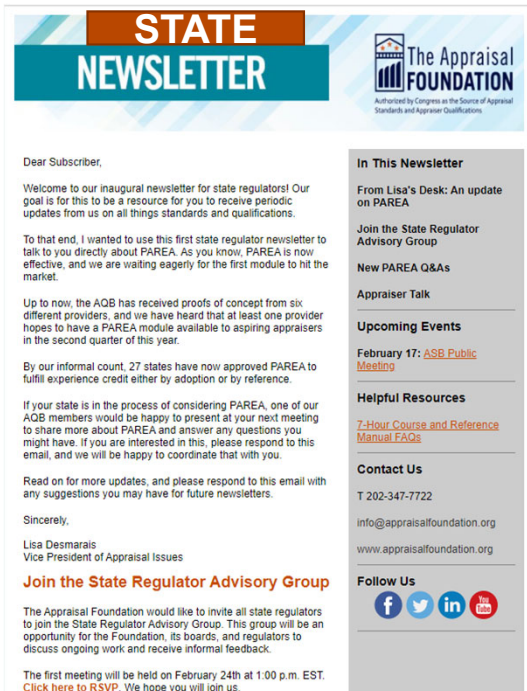 STATE
NEWSLETTER
The Appraisal
FOUNDATION
Authorized by Congress as the Source of Appraisal
Standards and Appraiser Qualifications
Dear Subscriber,
Welcome to our inaugural newsletter for state regulators! Our
goal is for this to be a resource for you to receive periodic
updates from us on all things standards and qualifications.
To that end, I wanted to use this first state regulator newsletter to
talk to you directly about PAREA. As you know, PAREA is now
effective, and we are waiting eagerly for the first module to hit the
market.
Up to now, the AQB has received proofs of concept from six
different providers, and we have heard that at least one provider
hopes to have a PAREA module available to aspiring appraisers
in the second quarter of this year.
By our informal count, 27 states have now approved PAREA to
fulfill experience credit either by adoption or by reference.
If your state is in the process of considering PAREA, one of our
AQB members would be happy to present at your next meeting
to share more about PAREA and answer any questions you
might have. If you are interested in this, please respond to this
email, and we will be happy to coordinate that with you.
Read on for more updates, and please respond to this email with
any suggestions you may have for future newsletters.
Sincerely,
Lisa Desmarais
Vice President of Appraisal Issues
Join the State Regulator Advisory Group
The Appraisal Foundation would like to invite all state regulators
to join the State Regulator Advisory Group. This group will be an
opportunity for the Foundation, its boards, and regulators to
discuss ongoing work and receive informal feedback.
The first meeting will be held on February 24th at 1:00 p.m. EST.
Click here to RSVP. We hope you will join us.
In This Newsletter
From Lisa's Desk: An update
on PAREA
Join the State Regulator
Advisory Group
New PAREA Q&As
Appraiser Talk
Upcoming Events
February 17: ASB Public
Meeting
Helpful Resources
7-Hour Course and Reference
Manual FAQs
Contact Us
T 202-347-7722
info@appraisalfoundation.org
www.appraisalfoundation.org
Follow Us
f
in
You
Tube